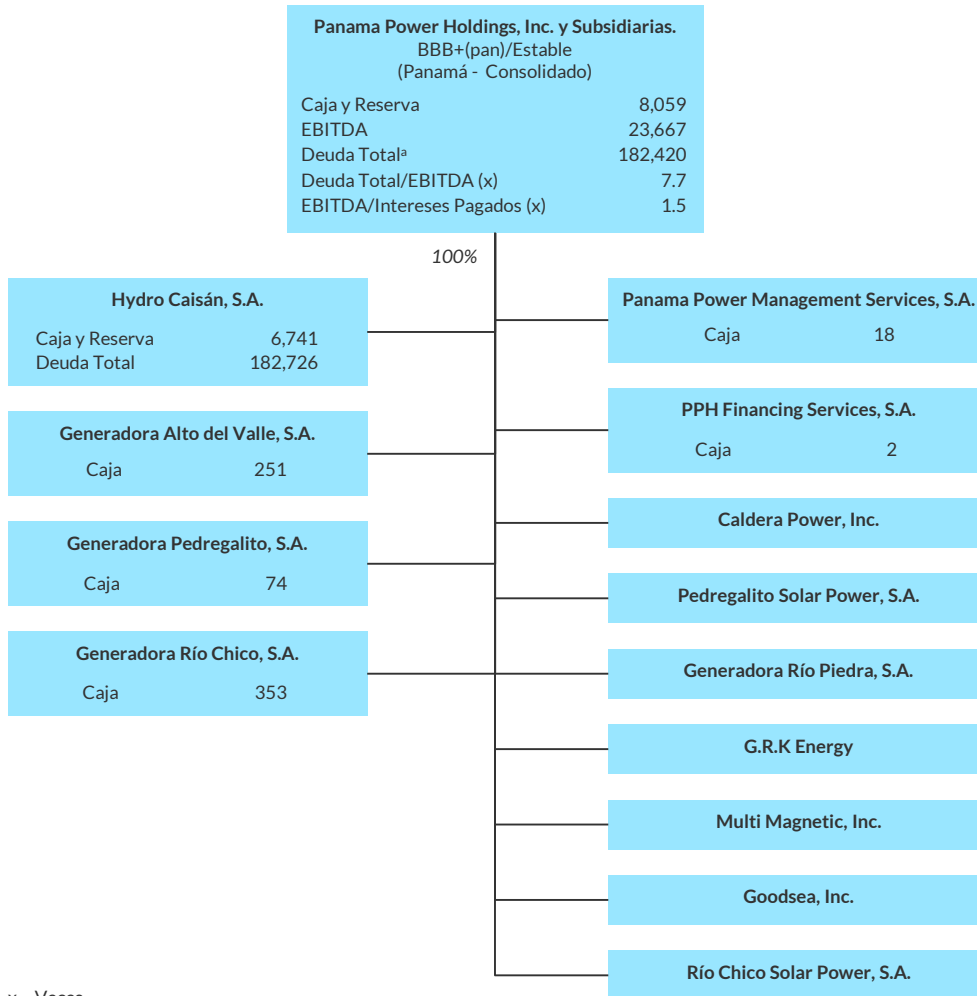 Panama Power Holdings, Inc. y Subsidiarias.
BBB+(pan)/Estable
(Panamá - Consolidado)
Caja y Reserva 8,059
EBITDA 23,667
Deuda Totalª 182,420
Deuda Total/EBITDA (x) 7.7
EBITDA/Intereses Pagados (x) 1.5
100%
Hydro Caisán, S.A.
Caja y Reserva 6,741
Deuda Total 182,726
Generadora Alto del Valle, S.A.
Caja 251
Generadora Pedregalito, S.A.
Caja 74
Generadora Río Chico, S.A.
Caja 353
Panama Power Management Services, S.A.
Caja 18
PPH Financing Services, S.A.
Caja 2
Caldera Power, Inc.
Pedregalito Solar Power, S.A.
Generadora Río Piedra, S.A.
G.R.K Energy
Multi Magnetic, Inc.
Goodsea, Inc.
Río Chico Solar Power, S.A.